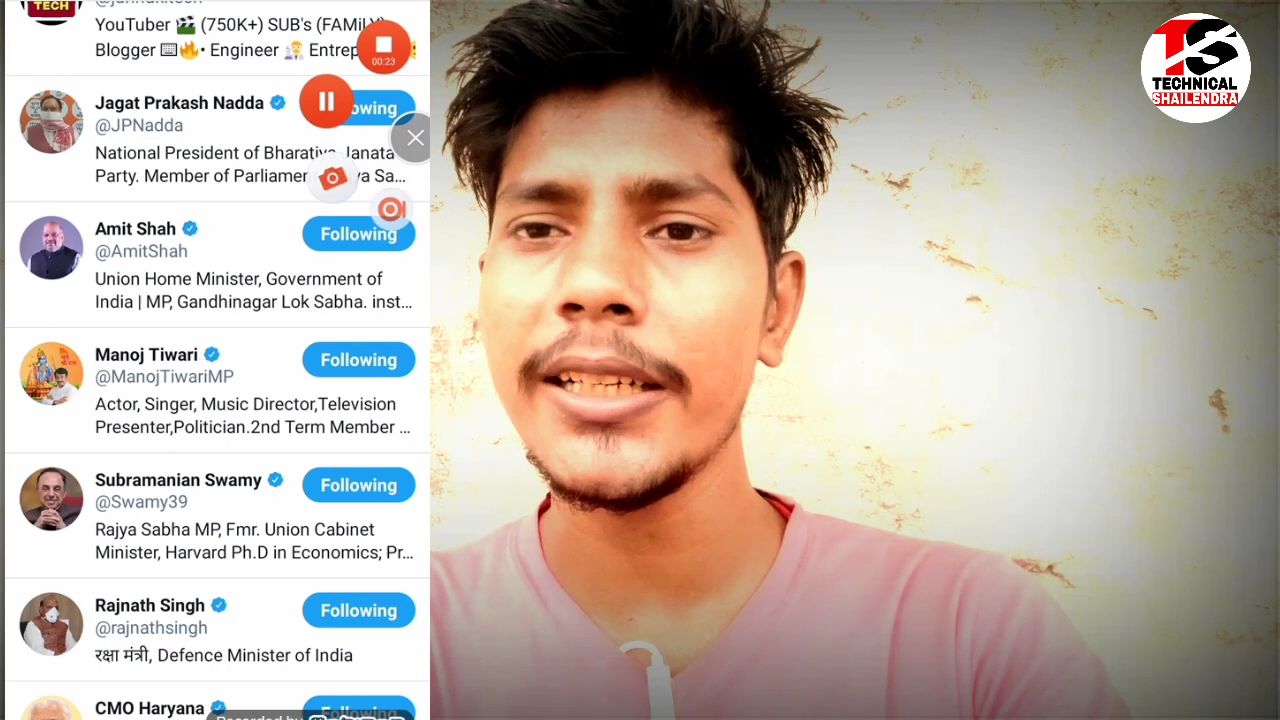 TECH
YouTuber 🎬 (750K+) SUB's (FAMiLY)
Blogger ⌨️🔥• Engineer 👨‍🎓 Entrep
00:23
Jagat Prakash Nadda
@JPNadda
National President of Bharatiya Janata
Party. Member of
Amit Shah
@AmitShah
Following
Union Home Minister, Government of
India | MP, Gandhinagar Lok Sabha. inst...
Manoj Tiwari
@ManojTiwariMP
Following
Actor, Singer, Music Director,Television
Presenter,Politician.2nd Term Member ...
Subramanian Swamy
@Swamy39
Following
Rajya Sabha MP, Fmr. Union Cabinet
Minister, Harvard Ph.D in Economics; Pr...
Rajnath Singh
@rajnathsingh
Following
रक्षा मंत्री, Defence Minister of India
CMO Haryana
TS
TECHNICAL
SHAILENDRA